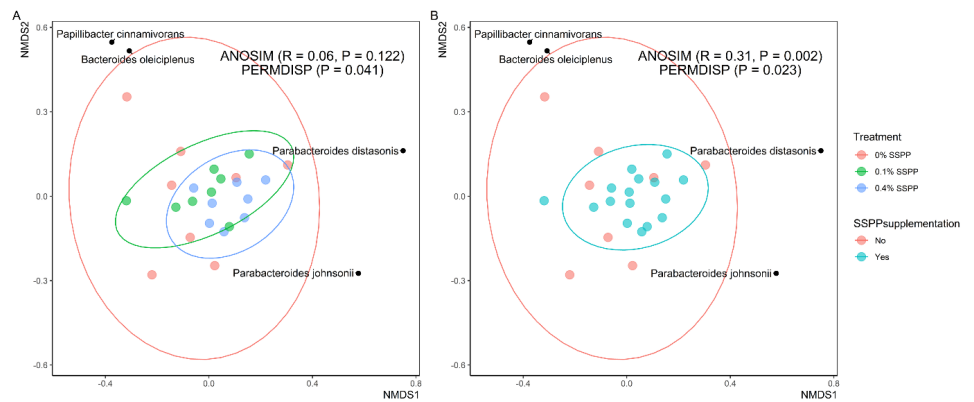 A
NMDS2
0.6
0.3
0.0
-0.3
-0.6
Papillibacter cinnamivorans
Bacteroides oleiciplenus
ANOSIM (R = 0.06, P = 0.122)
PERMDISP (P = 0.041)
Parabacteroides distasonis
Parabacteroides johnsonii
-0.4
0.0
0.4
0.8
NMDS1
B
NMDS2
0.6
0.3
0.0
-0.3
-0.6
Papillibacter cinnamivorans
Bacteroides oleiciplenus
ANOSIM (R = 0.31, P = 0.002)
PERMDISP (P = 0.023)
Parabacteroides distasonis
Parabacteroides johnsonii
-0.4
0.0
0.4
0.8
NMDS1
Treatment
0% SSPP
0.1% SSPP
0.4% SSPP
SSPPsupplementation
No
Yes